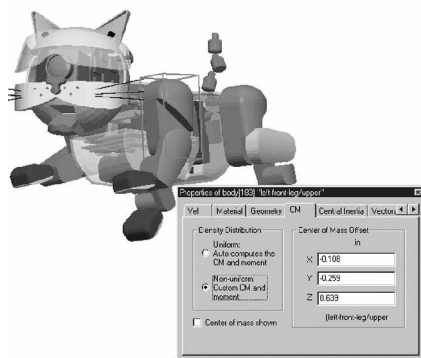 Properties of body[183] "left-front-leg/upper"
Vel Material Geometry CM Central Inertia Vectors
Density Distribution
Uniform:
Auto-computes the
CM and moment
Non-uniform:
Custom CM and
moment
Center of mass shown
Center of Mass Offset
in
X -0.108
Y -0.259
Z 0.639
(left-front-leg/upper